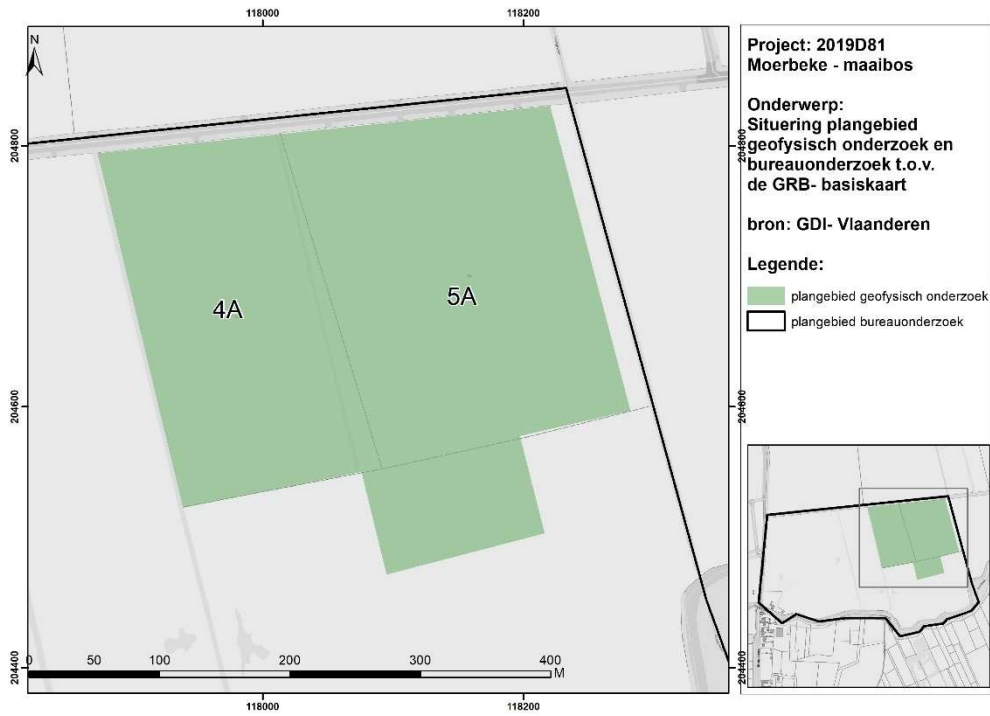 118000 118200
N
204800 204800
204600 204600
204400 204400
4A
5A
0 50 100 200 300 400
M
118000 118200
Project: 2019D81
Moerbeke - maaibos
Onderwerp:
Situering plangebied
geofysisch onderzoek en
bureauonderzoek t.o.v.
de GRB- basiskaart
bron: GDI- Vlaanderen
Legende:
plangebied geofysisch onderzoek
plangebied bureauonderzoek